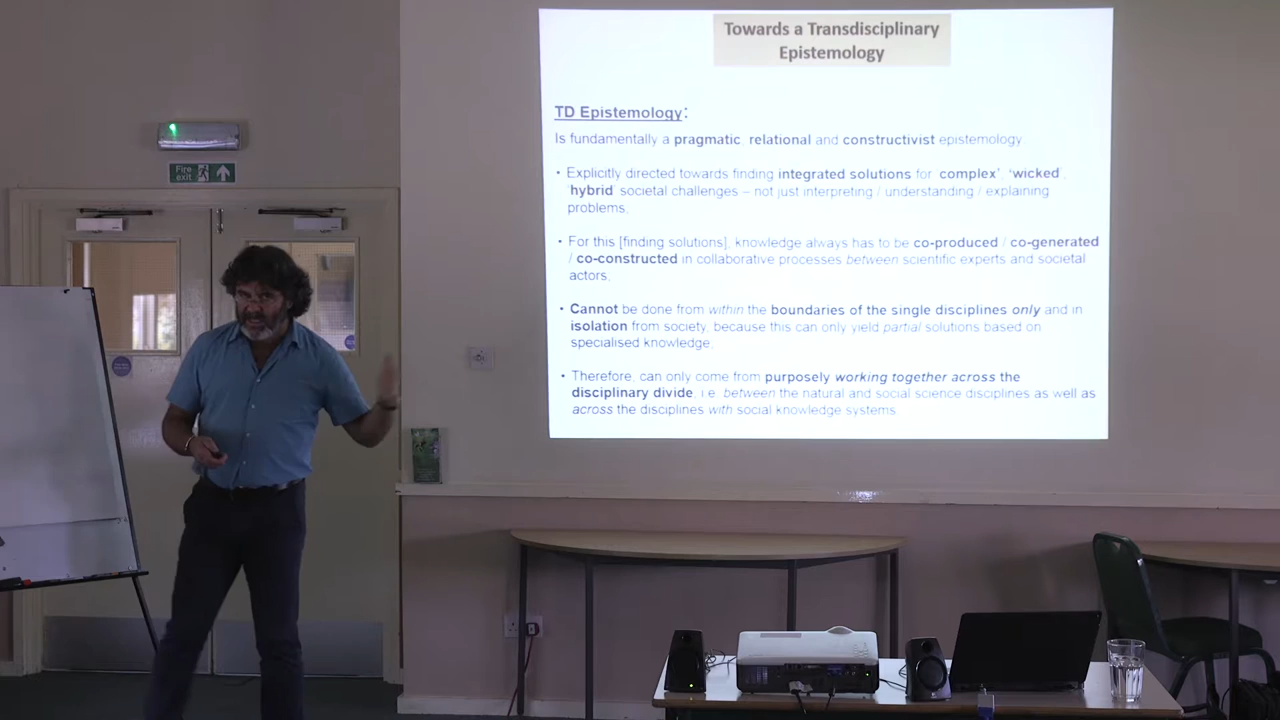 Towards a Transdisciplinary
Epistemology
TD Epistemology:
Is fundamentally a pragmatic, relational and constructivist epistemology.
• Explicitly directed towards finding integrated solutions for 'complex', 'wicked',
'hybrid' societal challenges – not just interpreting / understanding / explaining
problems;
• For this [finding solutions], knowledge always has to be co-produced / co-generated
/ co-constructed in collaborative processes between scientific experts and societal
actors;
• Cannot be done from within the boundaries of the single disciplines only and in
isolation from society, because this can only yield partial solutions based on
specialised knowledge;
• Therefore, can only come from purposely working together across the
disciplinary divide, i.e. between the natural and social science disciplines as well as
across the disciplines with social knowledge systems.
Fire
exit